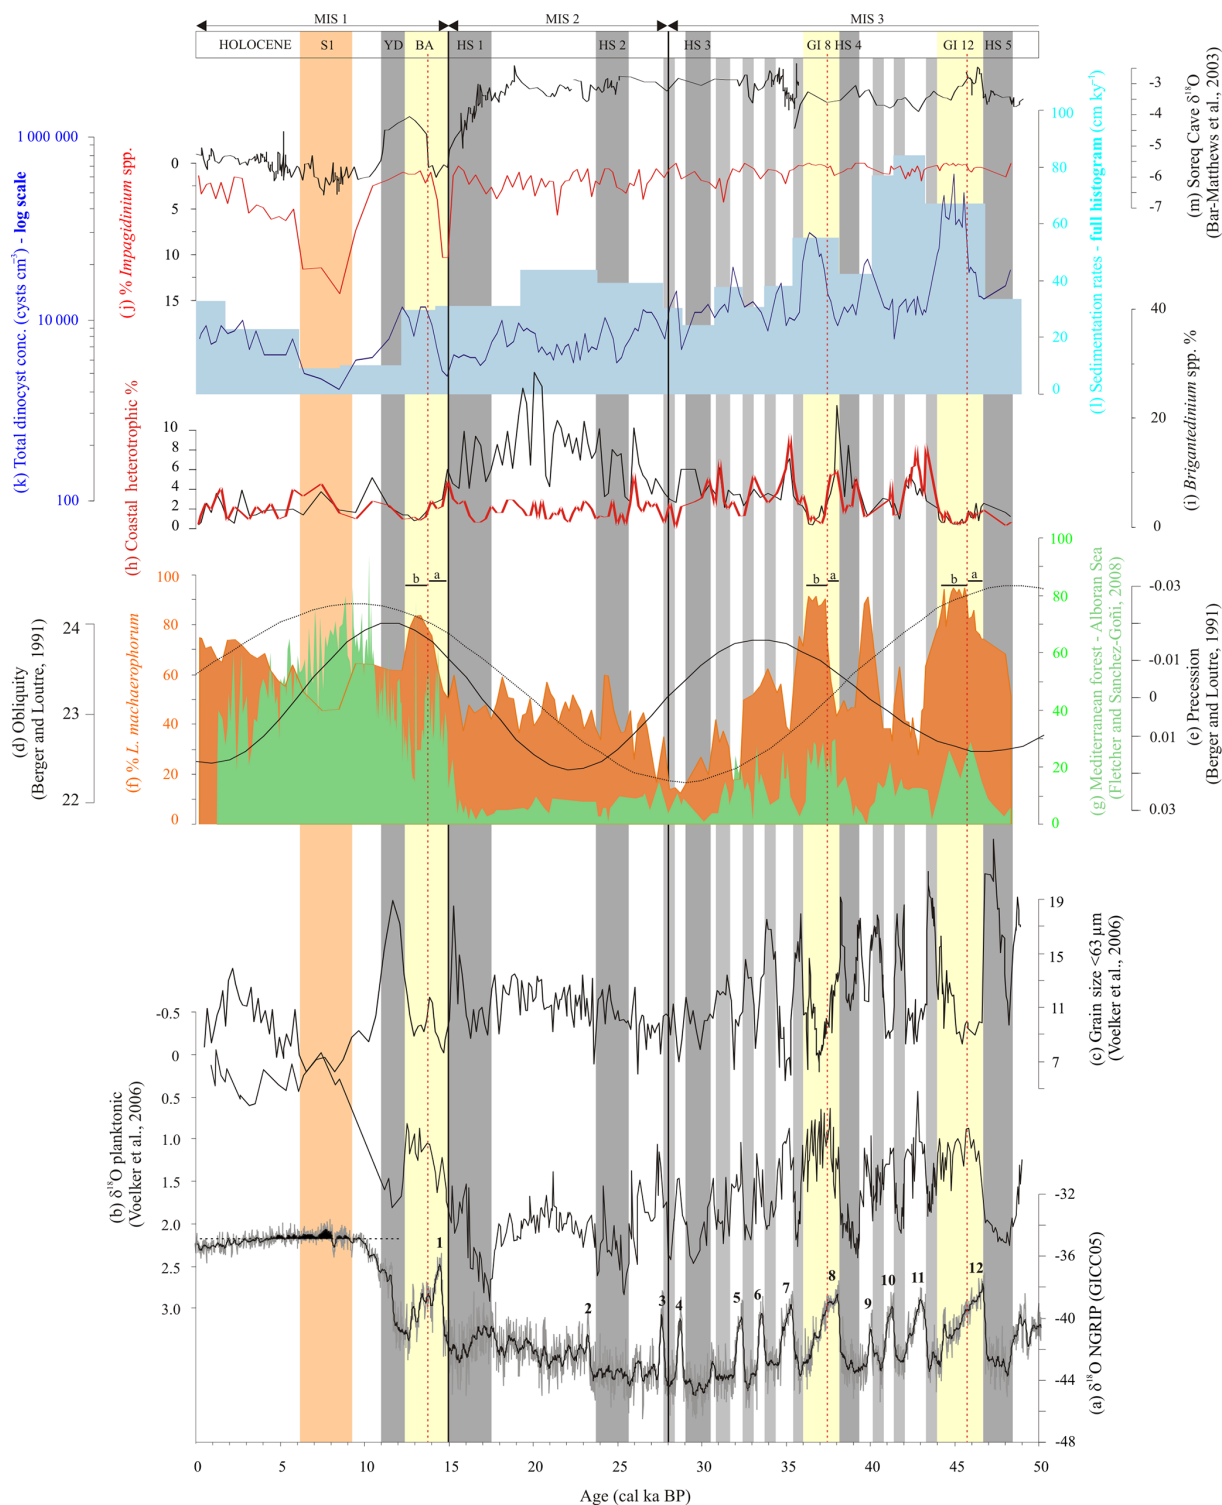 MIS 1 MIS 2 MIS 3
HOLOCENE S1 YD BA HS 1 HS 2 HS 3 GI 8 HS 4 GI 12 HS 5
(k) Total dinocyst conc. (cysts cm⁻³) - log scale
1 000 000
10 000
100
(j) % Impagidinium spp.
0
5
10
15
(m) Soreq Cave δ¹⁸O
(Bar-Matthews et al., 2003)
-3
-4
-5
-6
-7
(l) Sedimentation rates - full histogram (cm ky⁻¹)
100
80
60
40
20
0
(h) Coastal heterotrophic %
10
8
6
4
2
0
(i) Brigantedinium spp. %
40
20
0
(d) Obliquity
(Berger and Loutre, 1991)
24
23
22
(f) % L. machaerophorum
100
80
60
40
20
0
b a b a b a
(g) Mediterranean forest - Alboran Sea
(Fletcher and Sanchez-Goñi, 2008)
100
80
60
40
20
0
(e) Precession
(Berger and Loutre, 1991)
-0.03
-0.01
0
0.01
0.03
(c) Grain size <63 µm
(Voelker et al., 2006)
19
15
11
7
(b) δ¹⁸O planktonic
(Voelker et al., 2006)
-0.5
0
0.5
1.0
1.5
2.0
2.5
3.0
(a) δ¹⁸O NGRIP (GICC05)
-32
-36
-40
-44
-48
1 2 3 4 5 6 7 8 9 10 11 12
0 5 10 15 20 25 30 35 40 45 50
Age (cal ka BP)